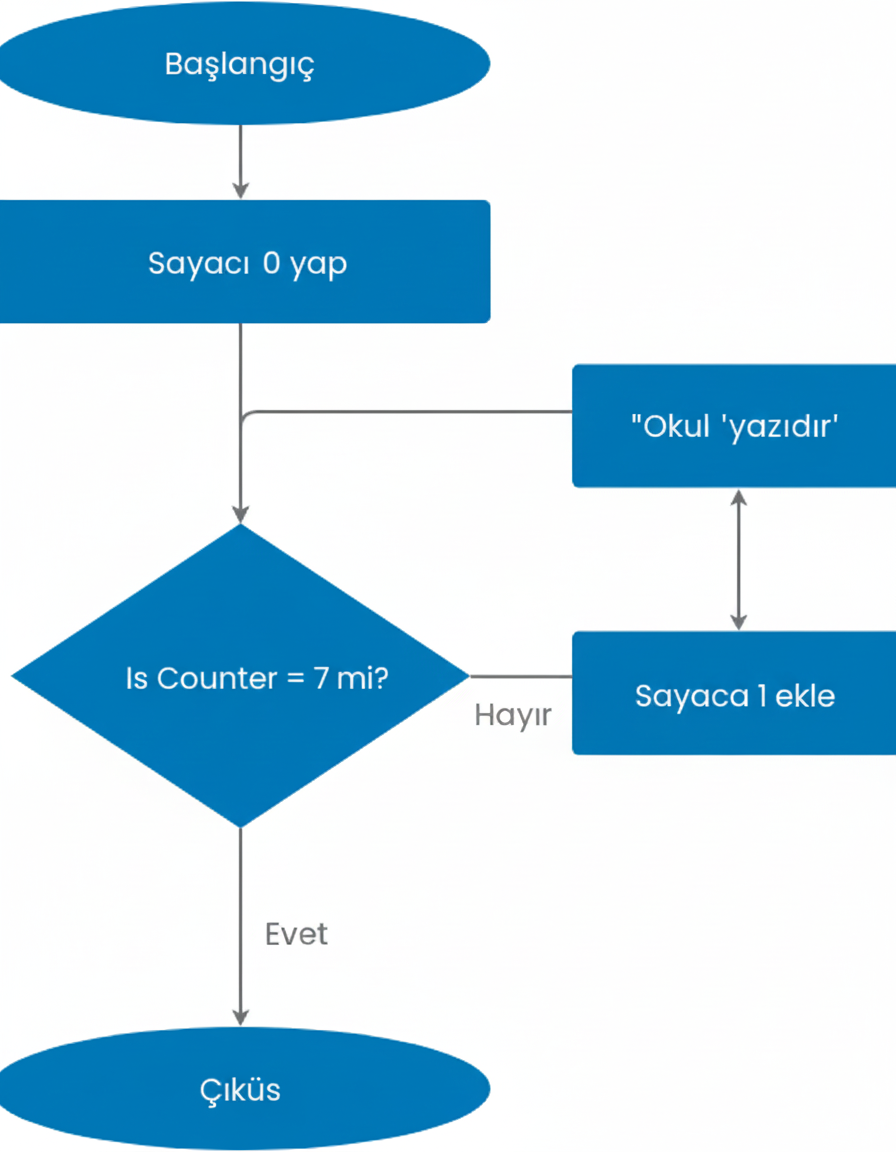 Başlangıç
Sayacı 0 yap
"Okul 'yazıdır'
Is Counter = 7 mi?
Hayır
Sayaca 1 ekle
Evet
Çıküs